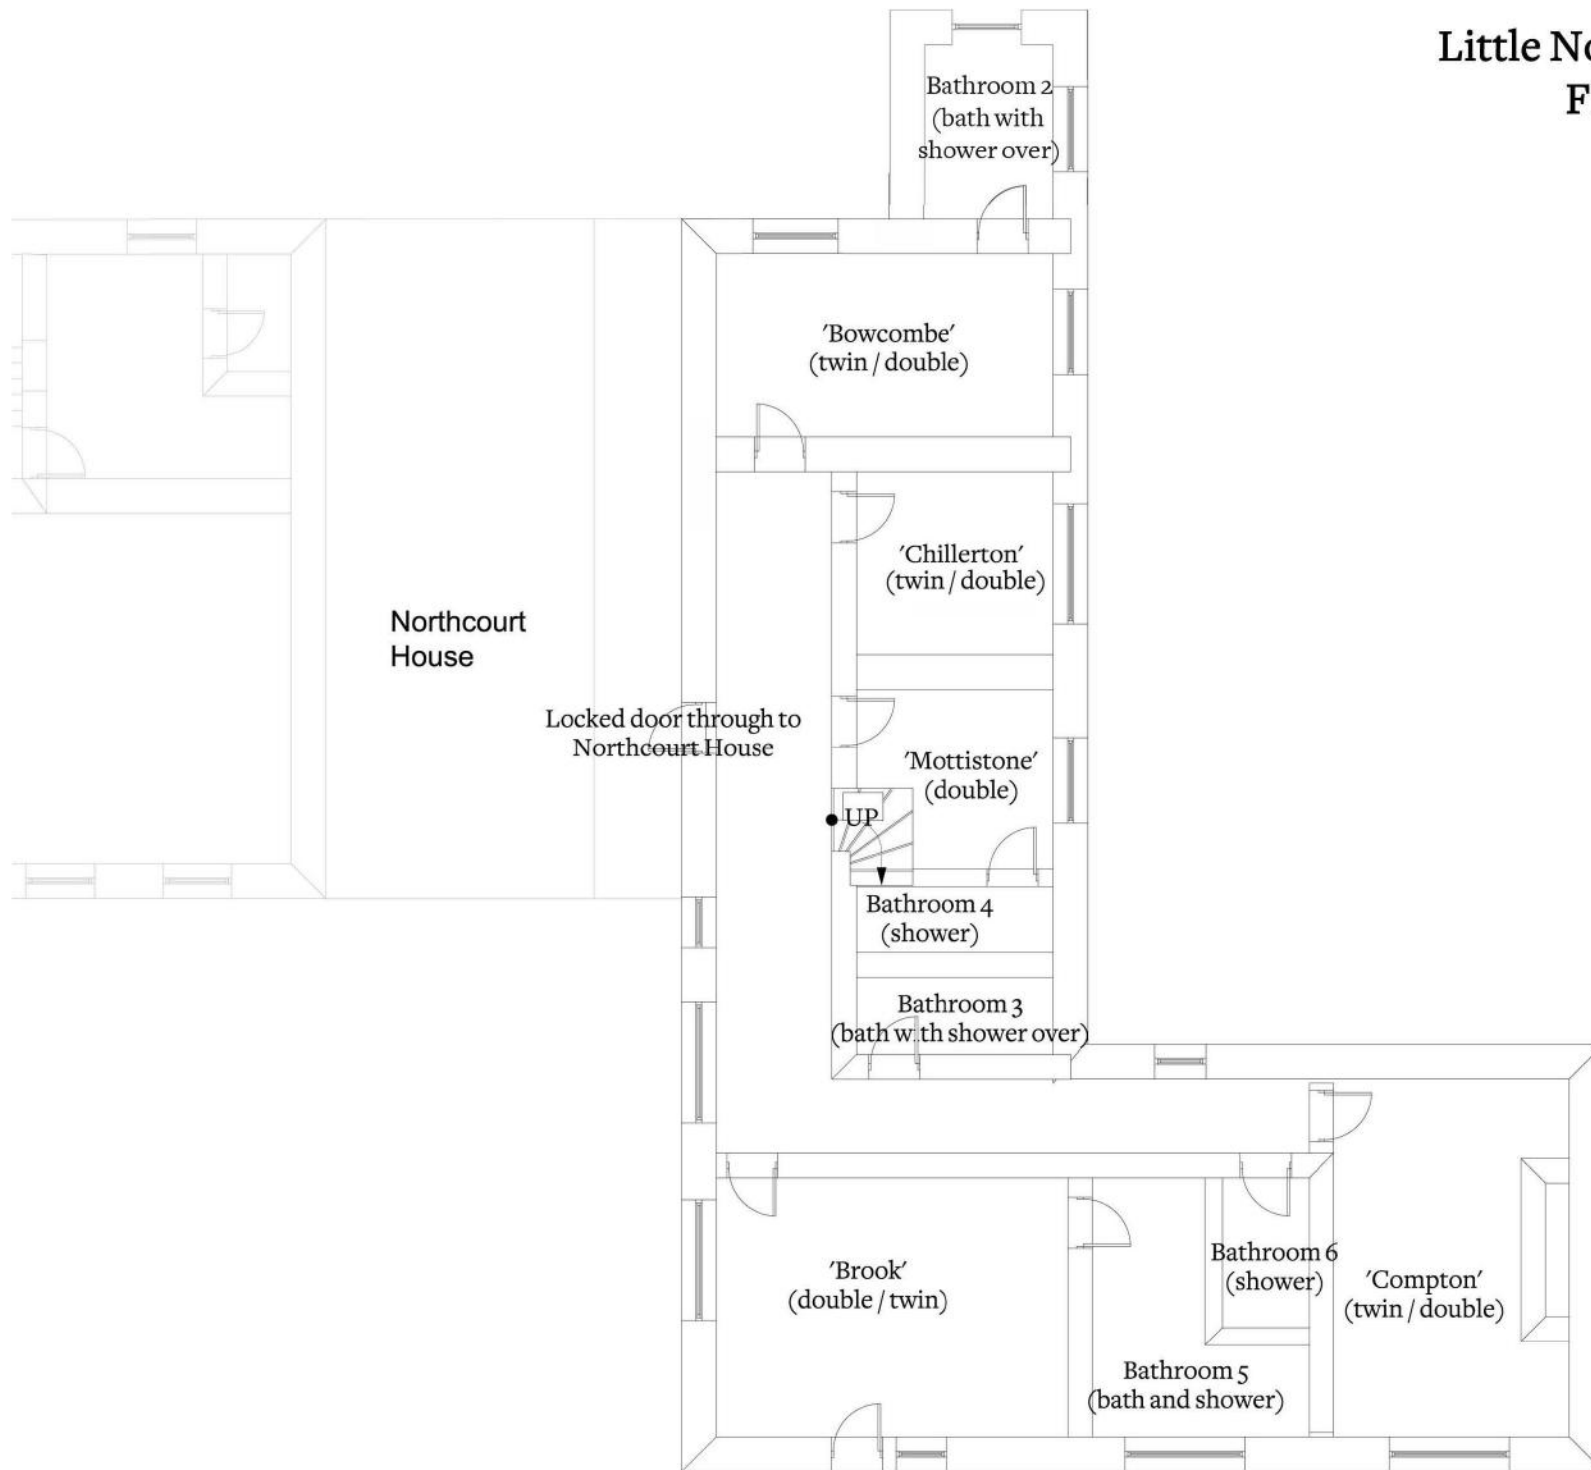 Little No
F
Bathroom 2
(bath with
shower over)
'Bowcombe'
(twin / double)
'Chillerton'
(twin / double)
Northcourt
House
Locked door through to
Northcourt House
'Mottistone'
(double)
UP
Bathroom 4
(shower)
Bathroom 3
(bath with shower over)
'Brook'
(double / twin)
Bathroom 6
(shower)
'Compton'
(twin / double)
Bathroom 5
(bath and shower)